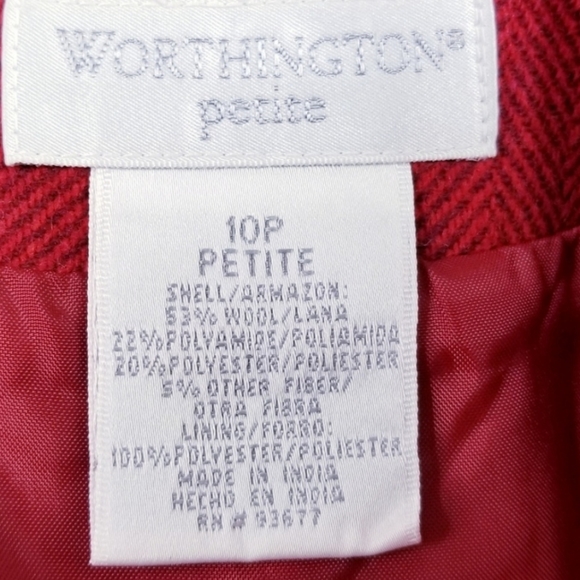 WORTHINGTON®
petite
10P
PETITE
SHELL/ARMAZON:
53% WOOL/LANA
22%POLYAMIDE/POLIAMIDA
20%POLYESTER/POLIESTER
5% OTHER FIBER/
OTRA FIBRA
LINING/FORRO:
100%POLYESTER/POLIESTER
MADE IN INDIA
HECHO EN INDIA
RN # 93677